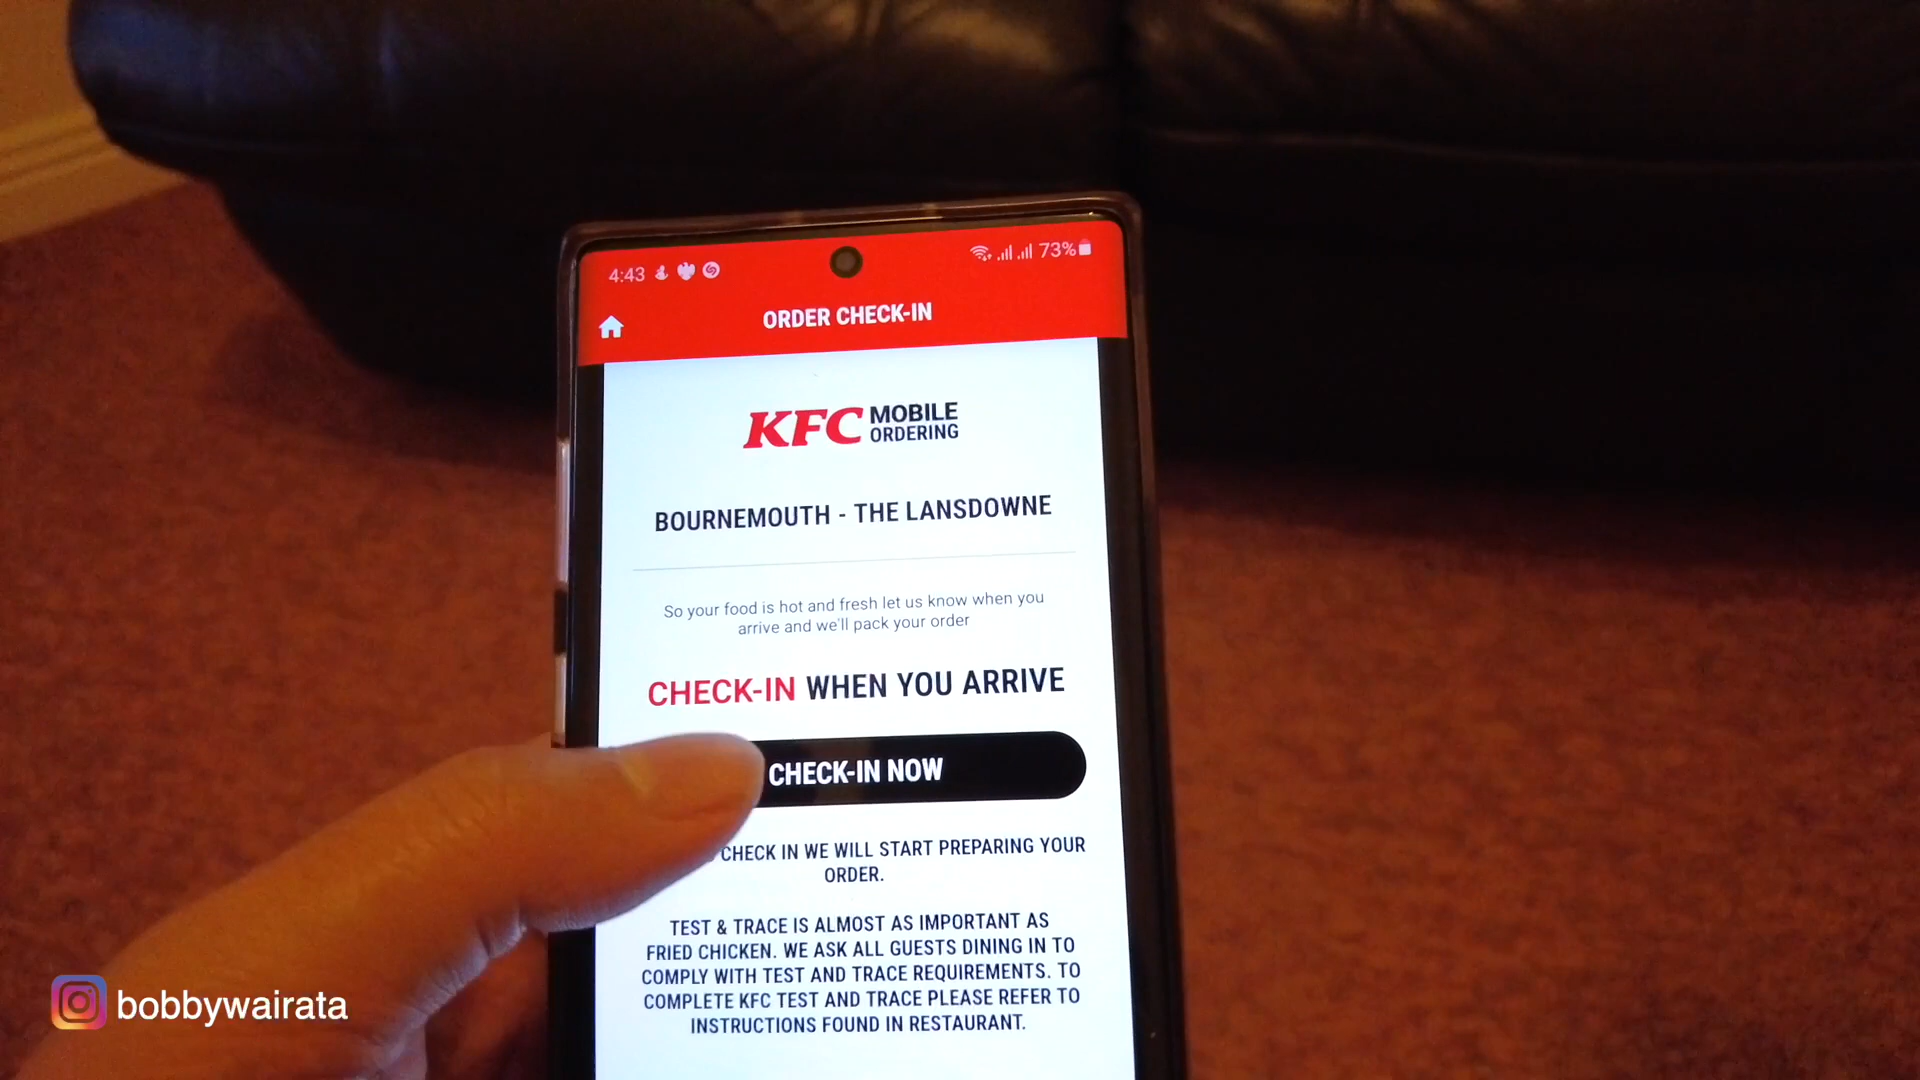 4:43
73%
ORDER CHECK-IN
KFC MOBILE
ORDERING
BOURNEMOUTH - THE LANSDOWNE
So your food is hot and fresh let us know when you
arrive and we'll pack your order
CHECK-IN WHEN YOU ARRIVE
CHECK-IN NOW
CHECK IN WE WILL START PREPARING YOUR
ORDER.
TEST & TRACE IS ALMOST AS IMPORTANT AS
FRIED CHICKEN. WE ASK ALL GUESTS DINING IN TO
COMPLY WITH TEST AND TRACE REQUIREMENTS. TO
COMPLETE KFC TEST AND TRACE PLEASE REFER TO
INSTRUCTIONS FOUND IN RESTAURANT.
bobbywairata